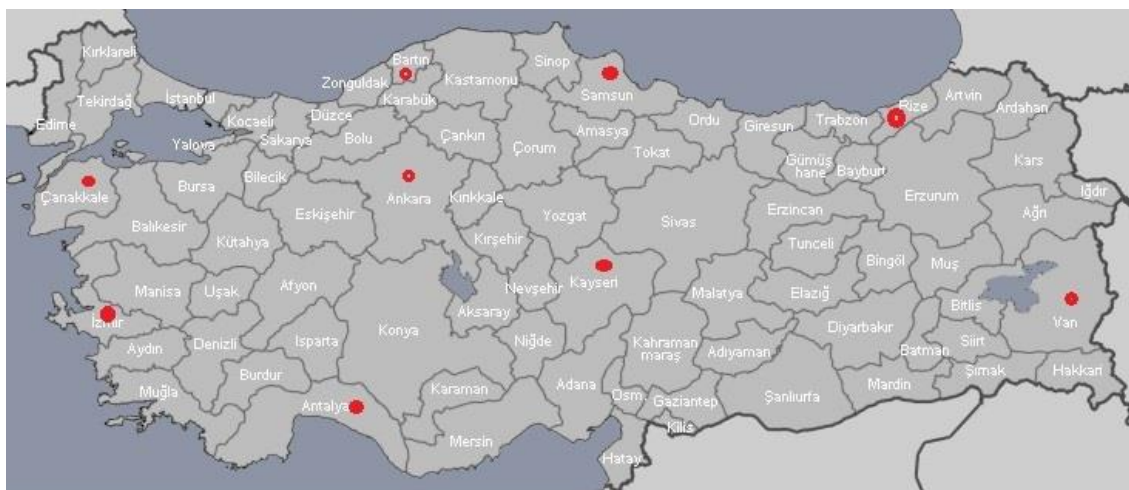 Kırklareli
Tekirdağ
Edirne
İstanbul
Kocaeli
Yalova
Sakarya
Düzce
Zonguldak
Bartın
Karabük
Kastamonu
Sinop
Samsun
Bolu
Çankırı
Çorum
Amasya
Tokat
Ordu
Giresun
Trabzon
Rize
Artvin
Ardahan
Gümüş
hane
Bayburt
Kars
Iğdır
Çanakkale
Bursa
Bilecik
Balıkesir
Kütahya
Eskişehir
Ankara
Kırıkkale
Kırşehir
Yozgat
Sivas
Erzincan
Erzurum
Ağrı
Tunceli
Bingöl
Muş
Manisa
Uşak
Afyon
İzmir
Aydın
Denizli
Isparta
Konya
Aksaray
Nevşehir
Kayseri
Niğde
Malatya
Elazığ
Diyarbakır
Bitlis
Van
Batman
Siirt
Şırnak
Hakkari
Muğla
Burdur
Antalya
Karaman
Mersin
Adana
Kahraman
maraş
Adıyaman
Osm.
Gaziantep
Kilis
Şanlıurfa
Mardin
Hatay